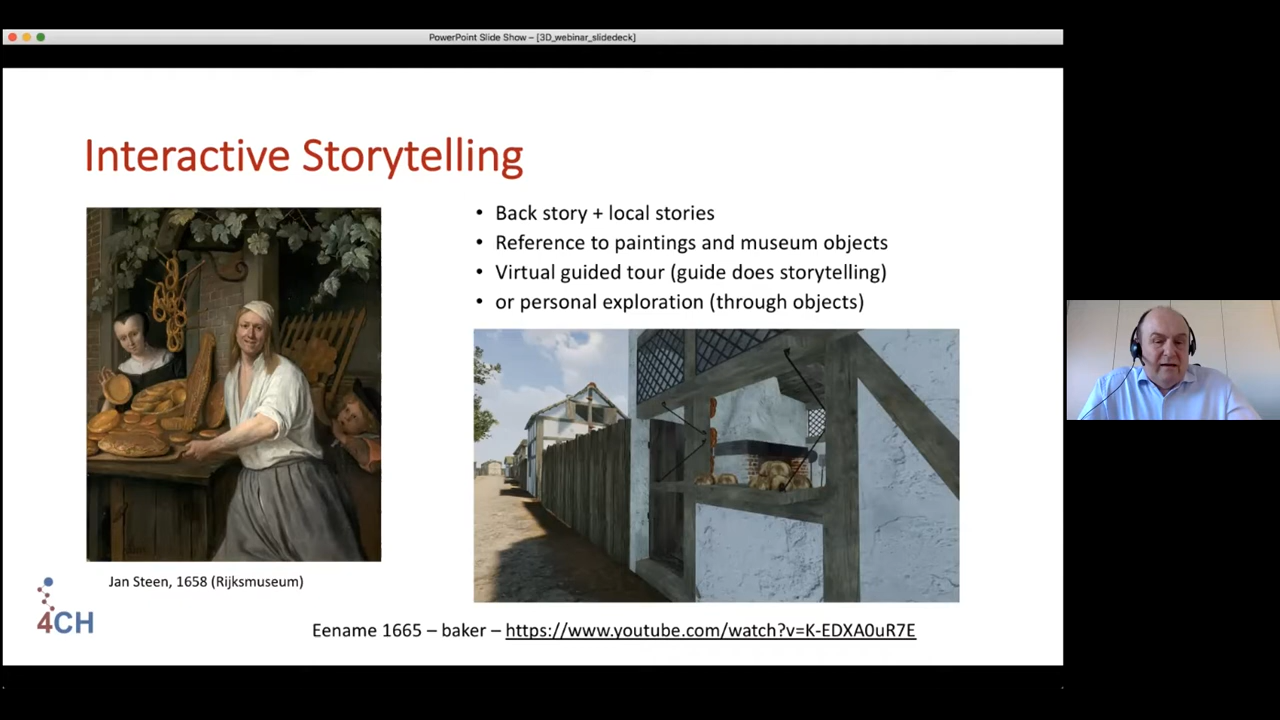 PowerPoint Slide Show – [3D_webinar_slidedeck]
Interactive Storytelling
• Back story + local stories
• Reference to paintings and museum objects
• Virtual guided tour (guide does storytelling)
• or personal exploration (through objects)
Jan Steen, 1658 (Rijksmuseum)
4CH
Eename 1665 – baker – https://www.youtube.com/watch?v=K-EDXA0uR7E